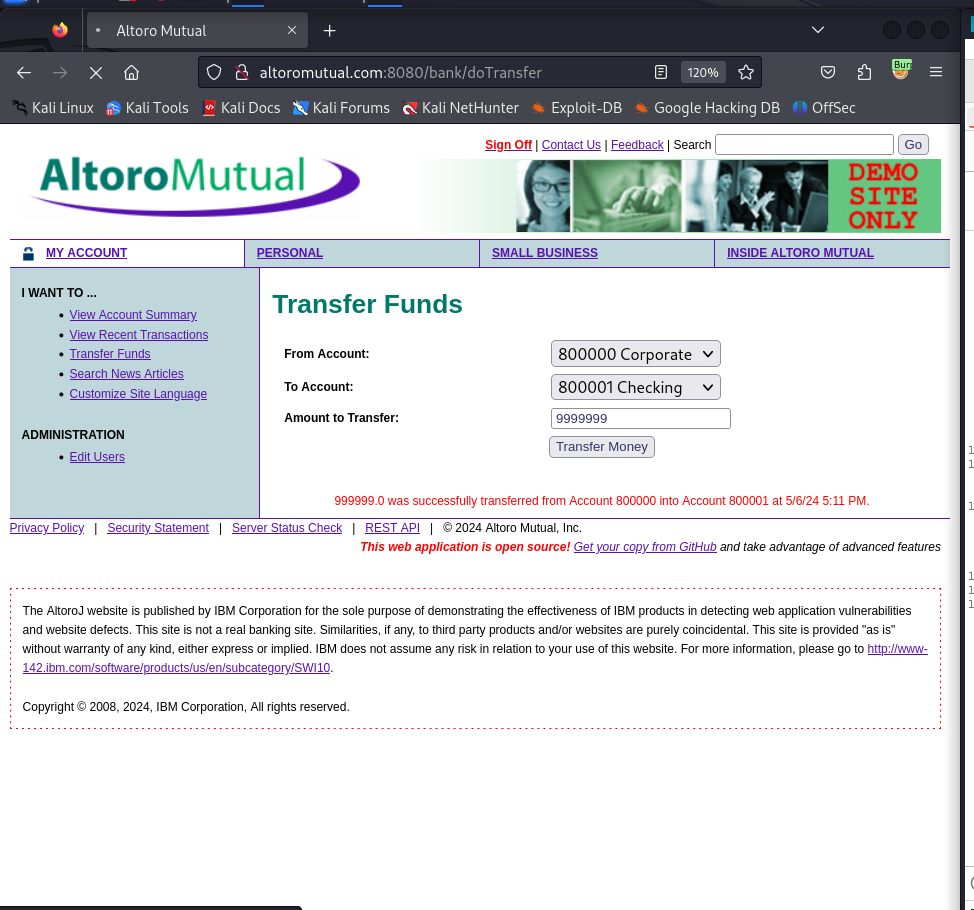 Altoro Mutual
altoromutual.com:8080/bank/doTransfer
120%
Bur
Kali Linux Kali Tools Kali Docs Kali Forums Kali NetHunter Exploit-DB Google Hacking DB OffSec
Sign Off | Contact Us | Feedback | Search Go
AltoroMutual
DEMO
SITE
ONLY
MY ACCOUNT PERSONAL SMALL BUSINESS INSIDE ALTORO MUTUAL
I WANT TO ...
• View Account Summary
• View Recent Transactions
• Transfer Funds
• Search News Articles
• Customize Site Language
ADMINISTRATION
• Edit Users
Transfer Funds
From Account: 800000 Corporate
To Account: 800001 Checking
Amount to Transfer: 9999999
Transfer Money
999999.0 was successfully transferred from Account 800000 into Account 800001 at 5/6/24 5:11 PM.
Privacy Policy | Security Statement | Server Status Check | REST API | © 2024 Altoro Mutual, Inc.
This web application is open source! Get your copy from GitHub and take advantage of advanced features
The AltoroJ website is published by IBM Corporation for the sole purpose of demonstrating the effectiveness of IBM products in detecting web application vulnerabilities
and website defects. This site is not a real banking site. Similarities, if any, to third party products and/or websites are purely coincidental. This site is provided "as is"
without warranty of any kind, either express or implied. IBM does not assume any risk in relation to your use of this website. For more information, please go to http://www-
142.ibm.com/software/products/us/en/subcategory/SWI10.
Copyright © 2008, 2024, IBM Corporation, All rights reserved.